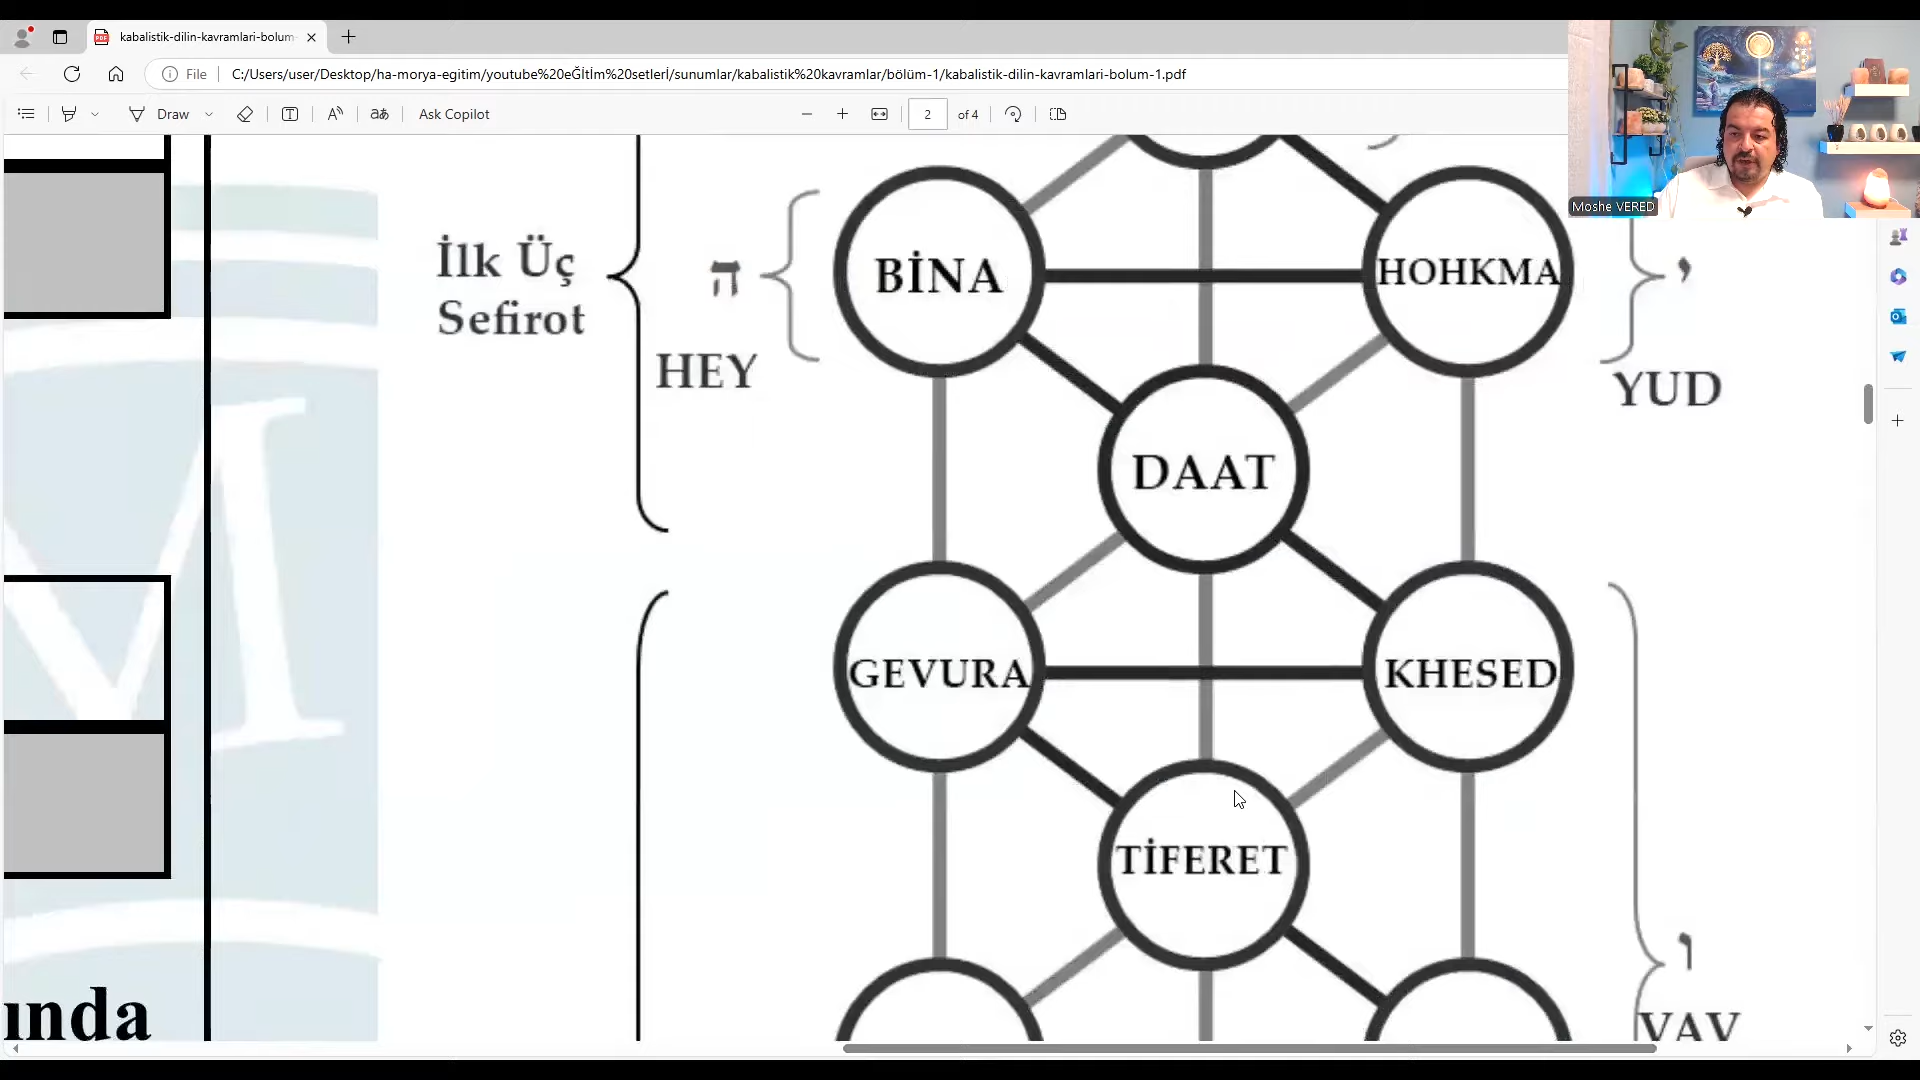 kabalistik-dilin-kavramlari-bolum-
File
C:/Users/user/Desktop/ha-morya-egitim/youtube%20eĞİTİm%20setlerİ/sunumlar/kabalistik%20kavramlar/bölüm-1/kabalistik-dilin-kavramlari-bolum-1.pdf
Draw
aあ
Ask Copilot
2
of 4
Moshe VERED
İlk Üç
Sefirot
ה
HEY
BİNA
HOHKMA
י
YUD
DAAT
GEVURA
KHESED
TİFERET
ו
VAV
ında